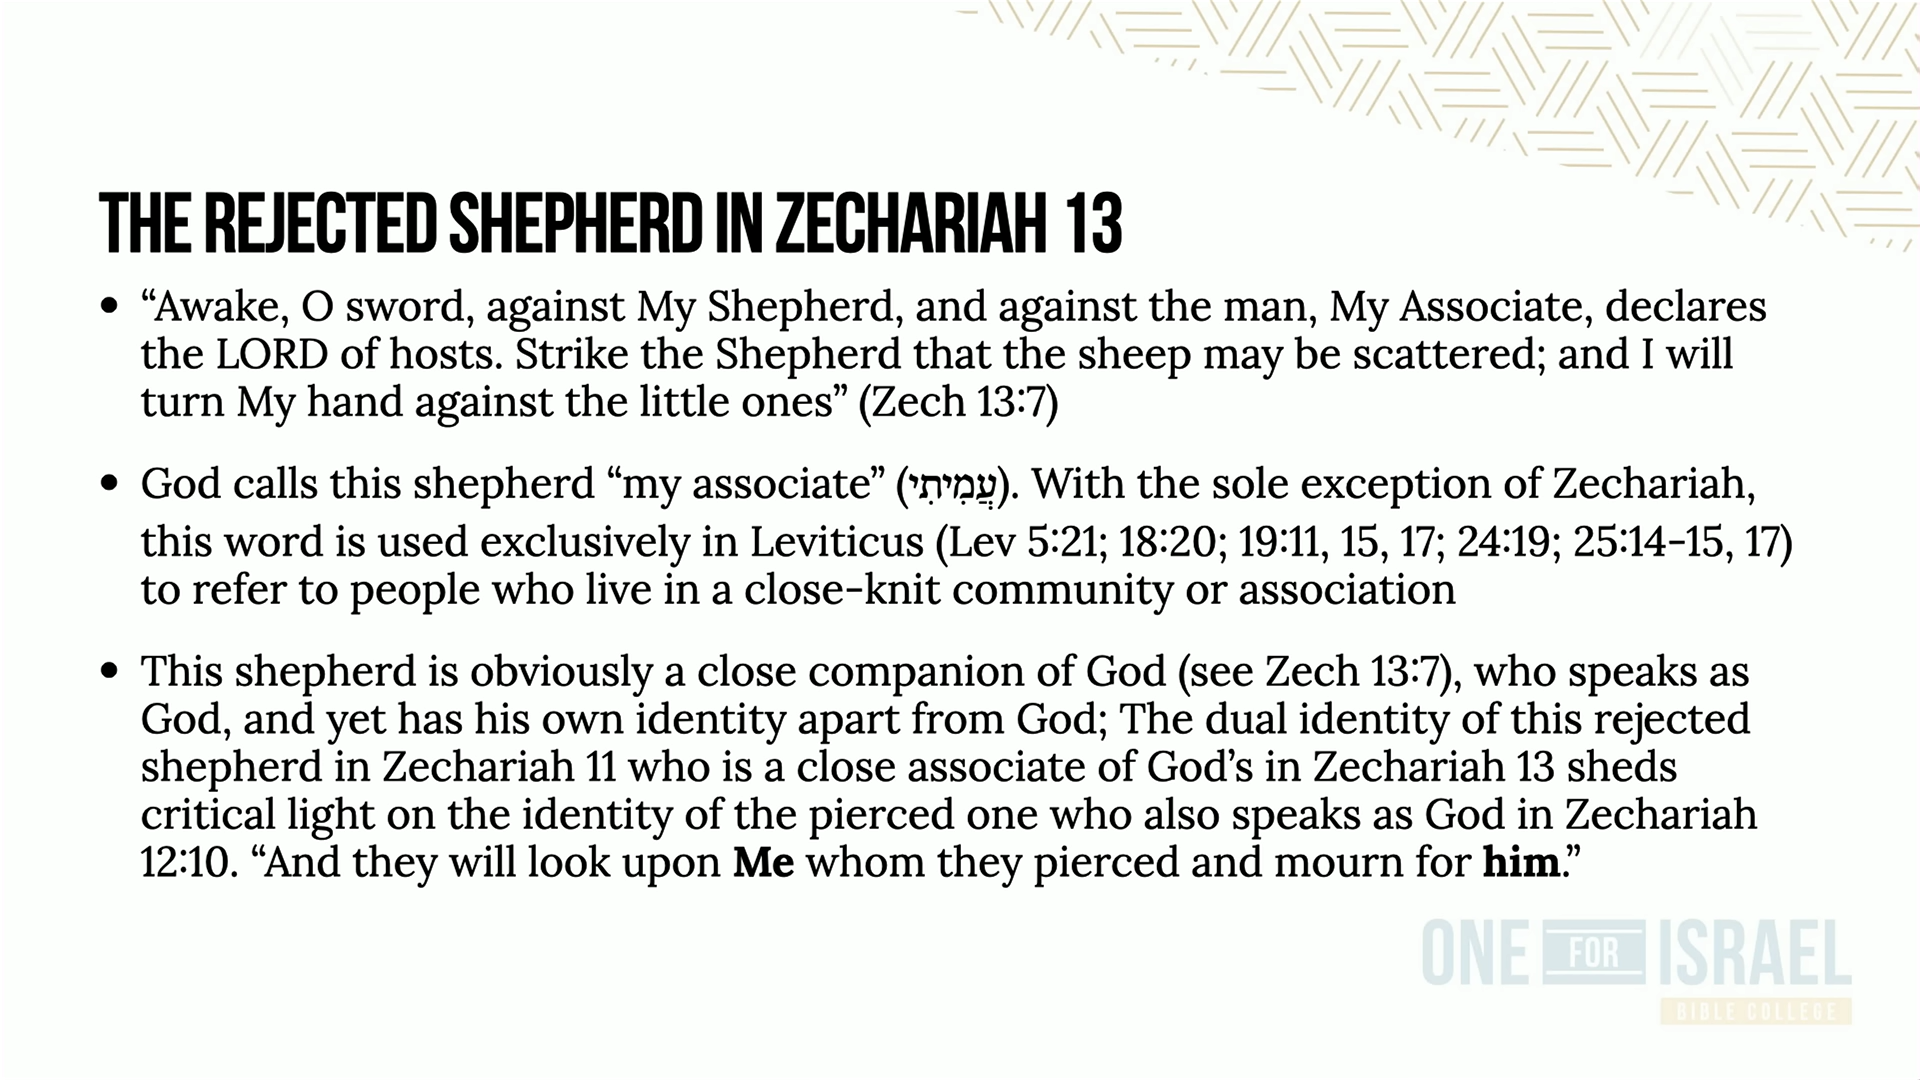 THE REJECTED SHEPHERD IN ZECHARIAH 13
• “Awake, O sword, against My Shepherd, and against the man, My Associate, declares
the LORD of hosts. Strike the Shepherd that the sheep may be scattered; and I will
turn My hand against the little ones” (Zech 13:7)
• God calls this shepherd “my associate” (עֲמִיתִי). With the sole exception of Zechariah,
this word is used exclusively in Leviticus (Lev 5:21; 18:20; 19:11, 15, 17; 24:19; 25:14–15, 17)
to refer to people who live in a close-knit community or association
• This shepherd is obviously a close companion of God (see Zech 13:7), who speaks as
God, and yet has his own identity apart from God; The dual identity of this rejected
shepherd in Zechariah 11 who is a close associate of God’s in Zechariah 13 sheds
critical light on the identity of the pierced one who also speaks as God in Zechariah
12:10. “And they will look upon Me whom they pierced and mourn for him.”
ONE FOR ISRAEL
BIBLE COLLEGE